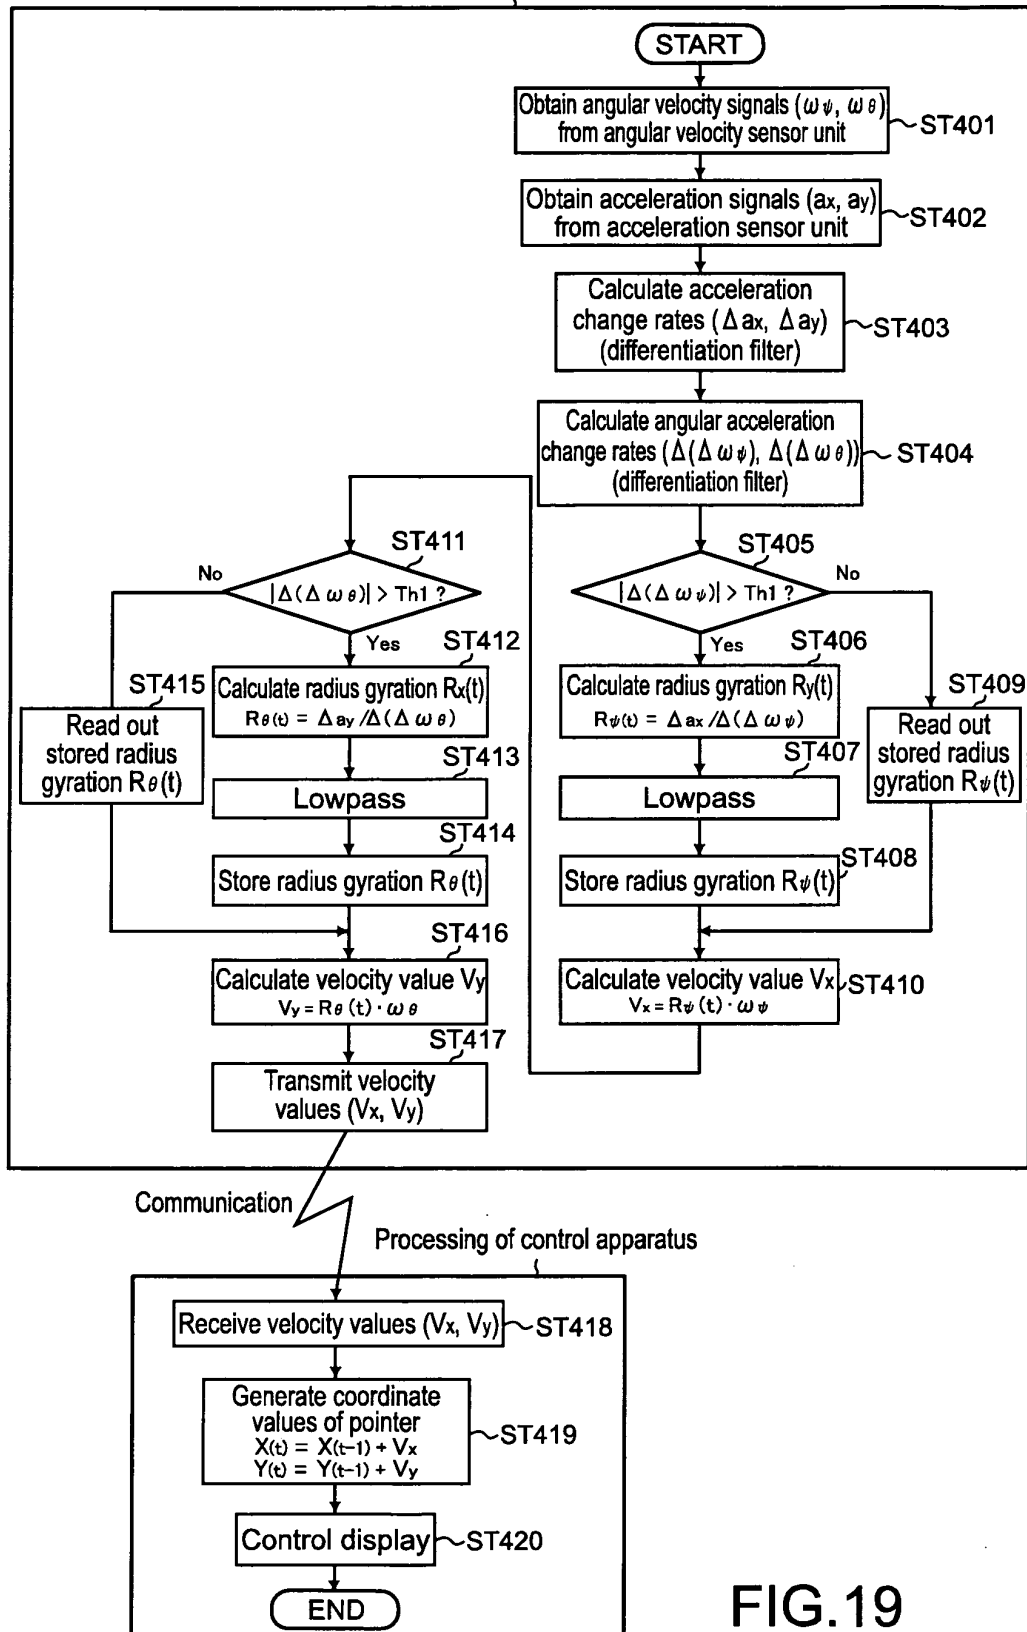 START
Obtain angular velocity signals (ωψ, ωθ)
from angular velocity sensor unit
ST401
Obtain acceleration signals (ax, ay)
from acceleration sensor unit
ST402
Calculate acceleration
change rates (Δax, Δay)
(differentiation filter)
ST403
Calculate angular acceleration
change rates (Δ(Δωψ), Δ(Δωθ))
(differentiation filter)
ST404
ST405
|Δ(Δωψ)| > Th1 ?
No
Yes
ST406
Calculate radius gyration Ry(t)
Rψ(t) = Δax/Δ(Δωψ)
ST407
Lowpass
ST408
Store radius gyration Rψ(t)
ST409
Read out
stored radius
gyration Rψ(t)
Calculate velocity value Vx
Vx = Rψ(t)·ωψ
ST410
ST411
|Δ(Δωθ)| > Th1 ?
No
Yes
ST412
Calculate radius gyration Rx(t)
Rθ(t) = Δay/Δ(Δωθ)
ST413
Lowpass
ST414
Store radius gyration Rθ(t)
ST415
Read out
stored radius
gyration Rθ(t)
ST416
Calculate velocity value Vy
Vy = Rθ(t)·ωθ
ST417
Transmit velocity
values (Vx, Vy)
Communication
Processing of control apparatus
Receive velocity values (Vx, Vy)
ST418
Generate coordinate
values of pointer
X(t) = X(t-1) + Vx
Y(t) = Y(t-1) + Vy
ST419
Control display
ST420
END
FIG.19